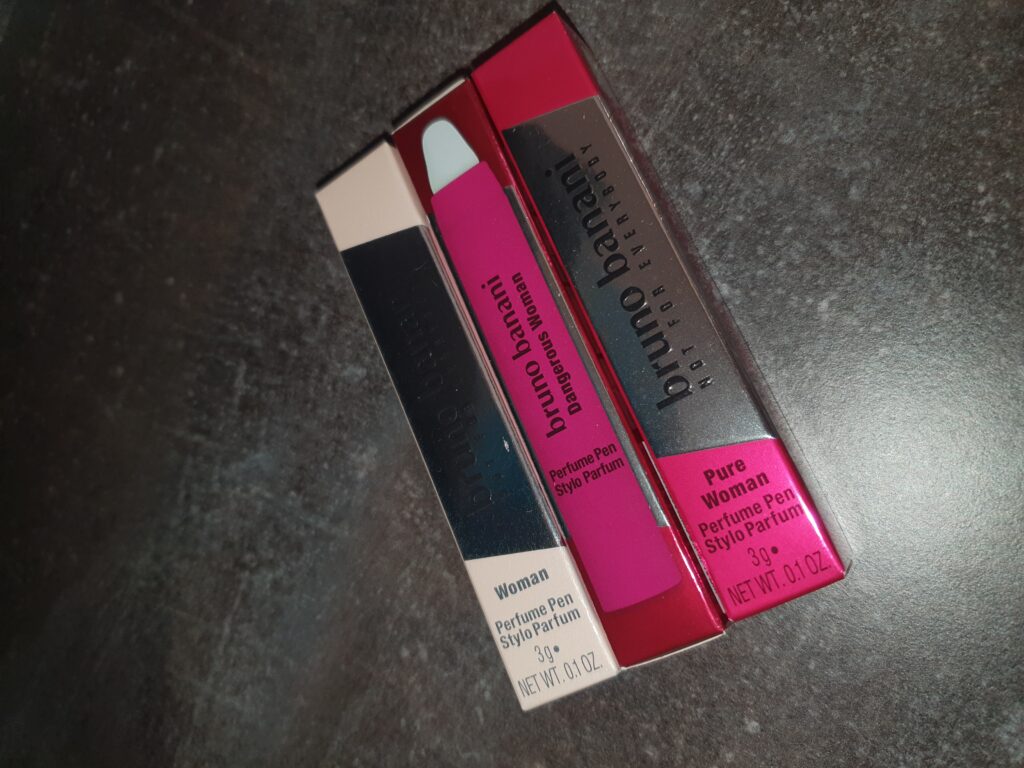 bruno banani
Woman
Perfume Pen
Stylo Parfum
3g•
NET WT. 0.1 OZ.
bruno banani
Dangerous Woman
Perfume Pen
Stylo Parfum
bruno banani
NOT FOR EVERYBODY
Pure
Woman
Perfume Pen
Stylo Parfum
3g•
NET WT. 0.1 OZ